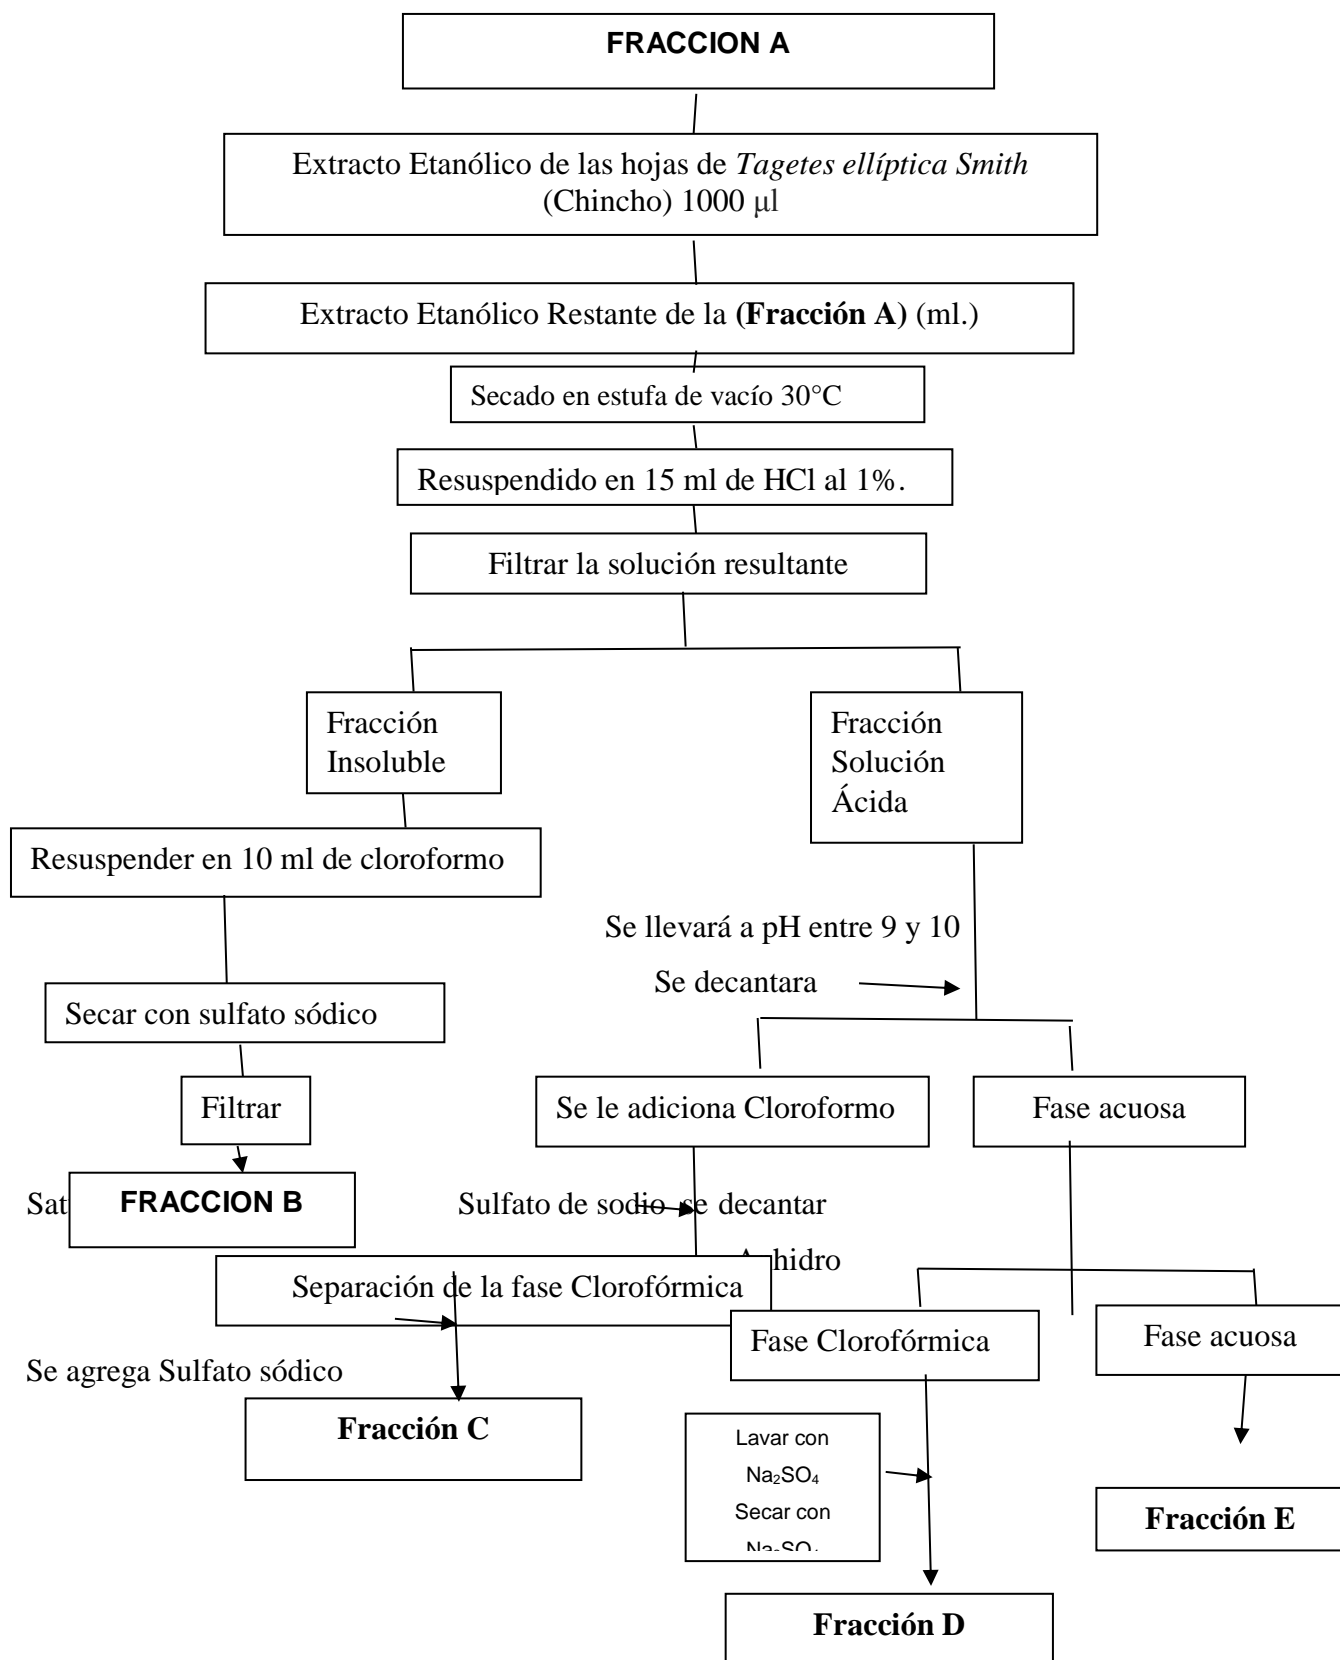 FRACCION A
Extracto Etanólico de las hojas de Tagetes ellíptica Smith
(Chincho) 1000 µl
Extracto Etanólico Restante de la (Fracción A) (ml.)
Secado en estufa de vacío 30°C
Resuspendido en 15 ml de HCl al 1%.
Filtrar la solución resultante
Fracción
Insoluble
Fracción
Solución
Ácida
Resuspender en 10 ml de cloroformo
Se llevará a pH entre 9 y 10
Se decantara
Secar con sulfato sódico
Filtrar
Se le adiciona Cloroformo
Fase acuosa
Sat
FRACCION B
Sulfato de sodio se decantar
hidro
Separación de la fase Clorofórmica
Fase Clorofórmica
Fase acuosa
Se agrega Sulfato sódico
Fracción C
Lavar con
Na₂SO₄
Secar con
Na₂SO₄
Fracción E
Fracción D